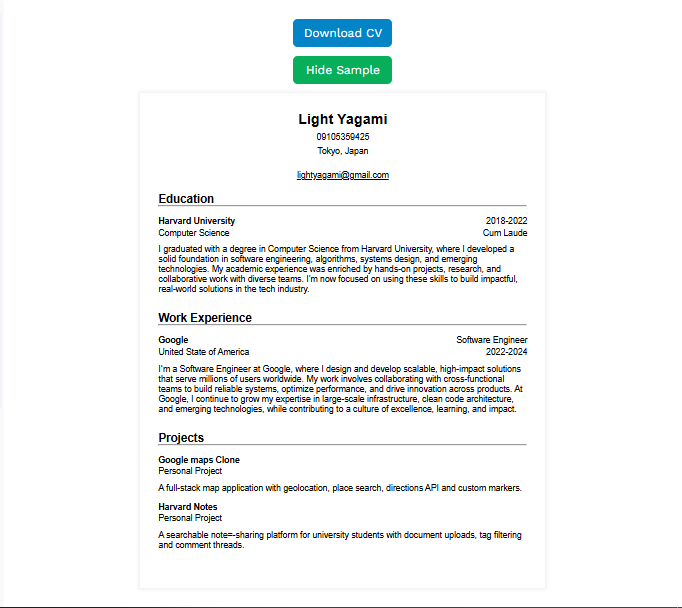 Download CV
Hide Sample
Light Yagami
09105359425
Tokyo, Japan
lightyagami@gmail.com
Education
Harvard University 2018-2022
Computer Science Cum Laude
I graduated with a degree in Computer Science from Harvard University, where I developed a
solid foundation in software engineering, algorithms, systems design, and emerging
technologies. My academic experience was enriched by hands-on projects, research, and
collaborative work with diverse teams. I'm now focused on using these skills to build impactful,
real-world solutions in the tech industry.
Work Experience
Google Software Engineer
United State of America 2022-2024
I'm a Software Engineer at Google, where I design and develop scalable, high-impact solutions
that serve millions of users worldwide. My work involves collaborating with cross-functional
teams to build reliable systems, optimize performance, and drive innovation across products. At
Google, I continue to grow my expertise in large-scale infrastructure, clean code architecture,
and emerging technologies, while contributing to a culture of excellence, learning, and impact.
Projects
Google maps Clone
Personal Project
A full-stack map application with geolocation, place search, directions API and custom markers.
Harvard Notes
Personal Project
A searchable note=-sharing platform for university students with document uploads, tag filtering
and comment threads.